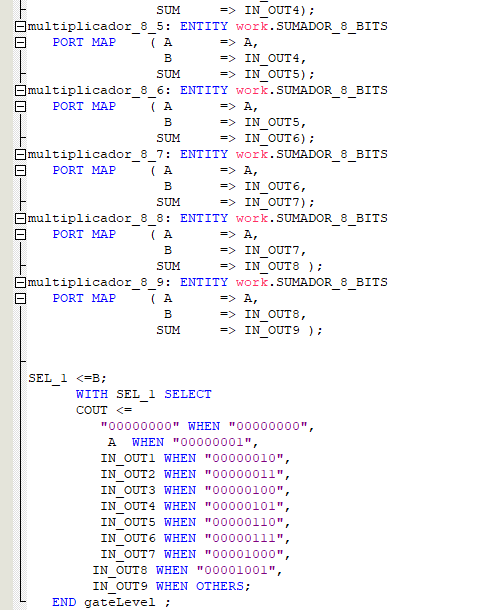 SUM => IN_OUT4);
multiplicador_8_5: ENTITY work.SUMADOR_8_BITS
PORT MAP ( A => A,
B => IN_OUT4,
SUM => IN_OUT5);
multiplicador_8_6: ENTITY work.SUMADOR_8_BITS
PORT MAP ( A => A,
B => IN_OUT5,
SUM => IN_OUT6);
multiplicador_8_7: ENTITY work.SUMADOR_8_BITS
PORT MAP ( A => A,
B => IN_OUT6,
SUM => IN_OUT7);
multiplicador_8_8: ENTITY work.SUMADOR_8_BITS
PORT MAP ( A => A,
B => IN_OUT7,
SUM => IN_OUT8 );
multiplicador_8_9: ENTITY work.SUMADOR_8_BITS
PORT MAP ( A => A,
B => IN_OUT8,
SUM => IN_OUT9 );
SEL_1 <=B;
WITH SEL_1 SELECT
COUT <=
"00000000" WHEN "00000000",
A WHEN "00000001",
IN_OUT1 WHEN "00000010",
IN_OUT2 WHEN "00000011",
IN_OUT3 WHEN "00000100",
IN_OUT4 WHEN "00000101",
IN_OUT5 WHEN "00000110",
IN_OUT6 WHEN "00000111",
IN_OUT7 WHEN "00001000",
IN_OUT8 WHEN "00001001",
IN_OUT9 WHEN OTHERS;
END gateLevel ;